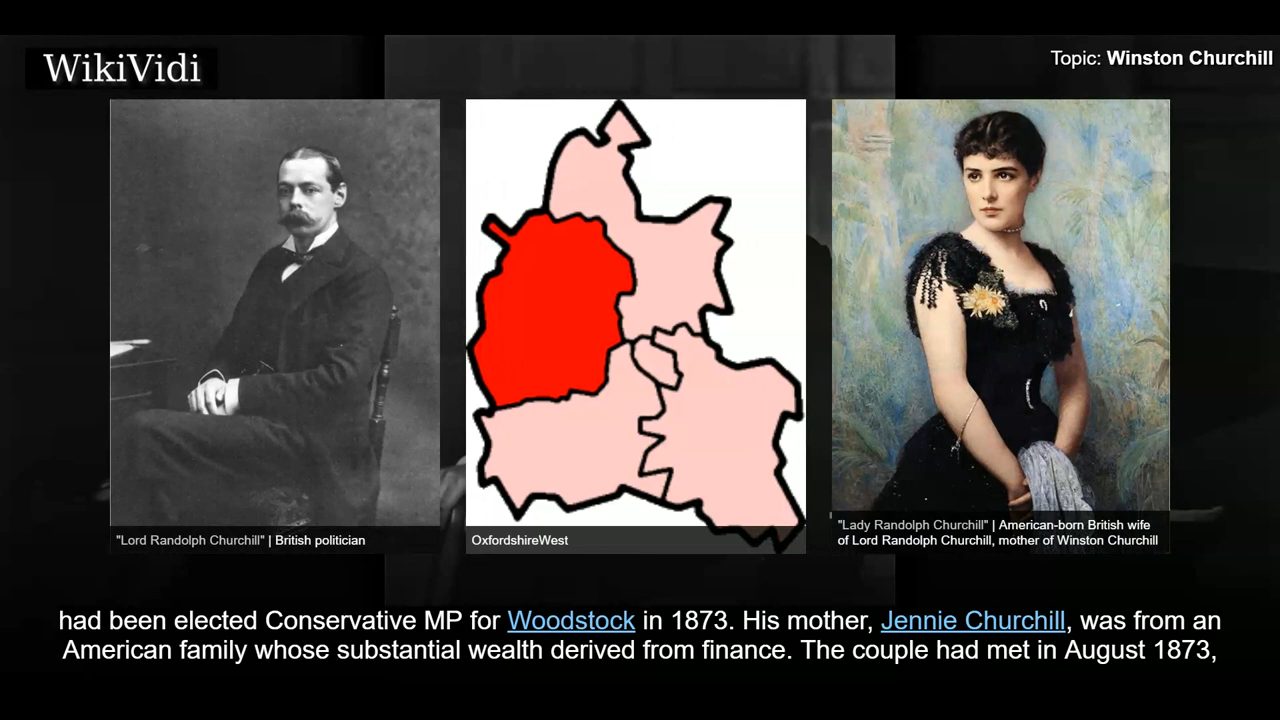 WikiVidi
Topic: Winston Churchill
"Lord Randolph Churchill" | British politician
OxfordshireWest
"Lady Randolph Churchill" | American-born British wife
of Lord Randolph Churchill, mother of Winston Churchill
had been elected Conservative MP for Woodstock in 1873. His mother, Jennie Churchill, was from an
American family whose substantial wealth derived from finance. The couple had met in August 1873,